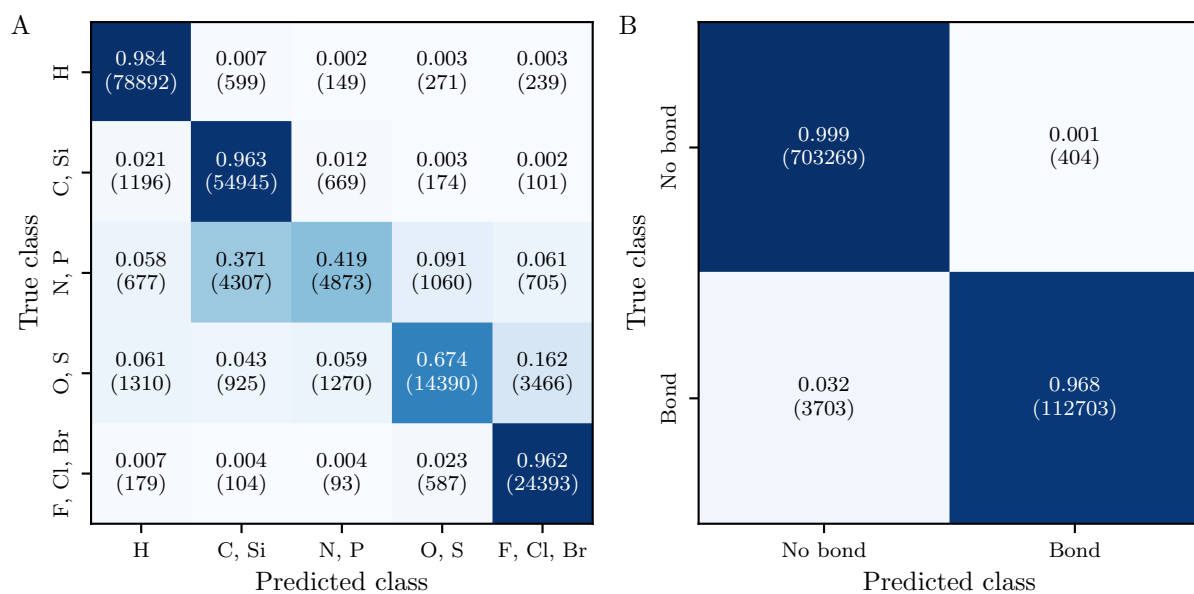 A
True class
H
0.984
(78892)
0.007
(599)
0.002
(149)
0.003
(271)
0.003
(239)
C, Si
0.021
(1196)
0.963
(54945)
0.012
(669)
0.003
(174)
0.002
(101)
N, P
0.058
(677)
0.371
(4307)
0.419
(4873)
0.091
(1060)
0.061
(705)
O, S
0.061
(1310)
0.043
(925)
0.059
(1270)
0.674
(14390)
0.162
(3466)
F, Cl, Br
0.007
(179)
0.004
(104)
0.004
(93)
0.023
(587)
0.962
(24393)
H
C, Si
N, P
O, S
F, Cl, Br
Predicted class
B
True class
No bond
0.999
(703269)
0.001
(404)
Bond
0.032
(3703)
0.968
(112703)
No bond
Bond
Predicted class